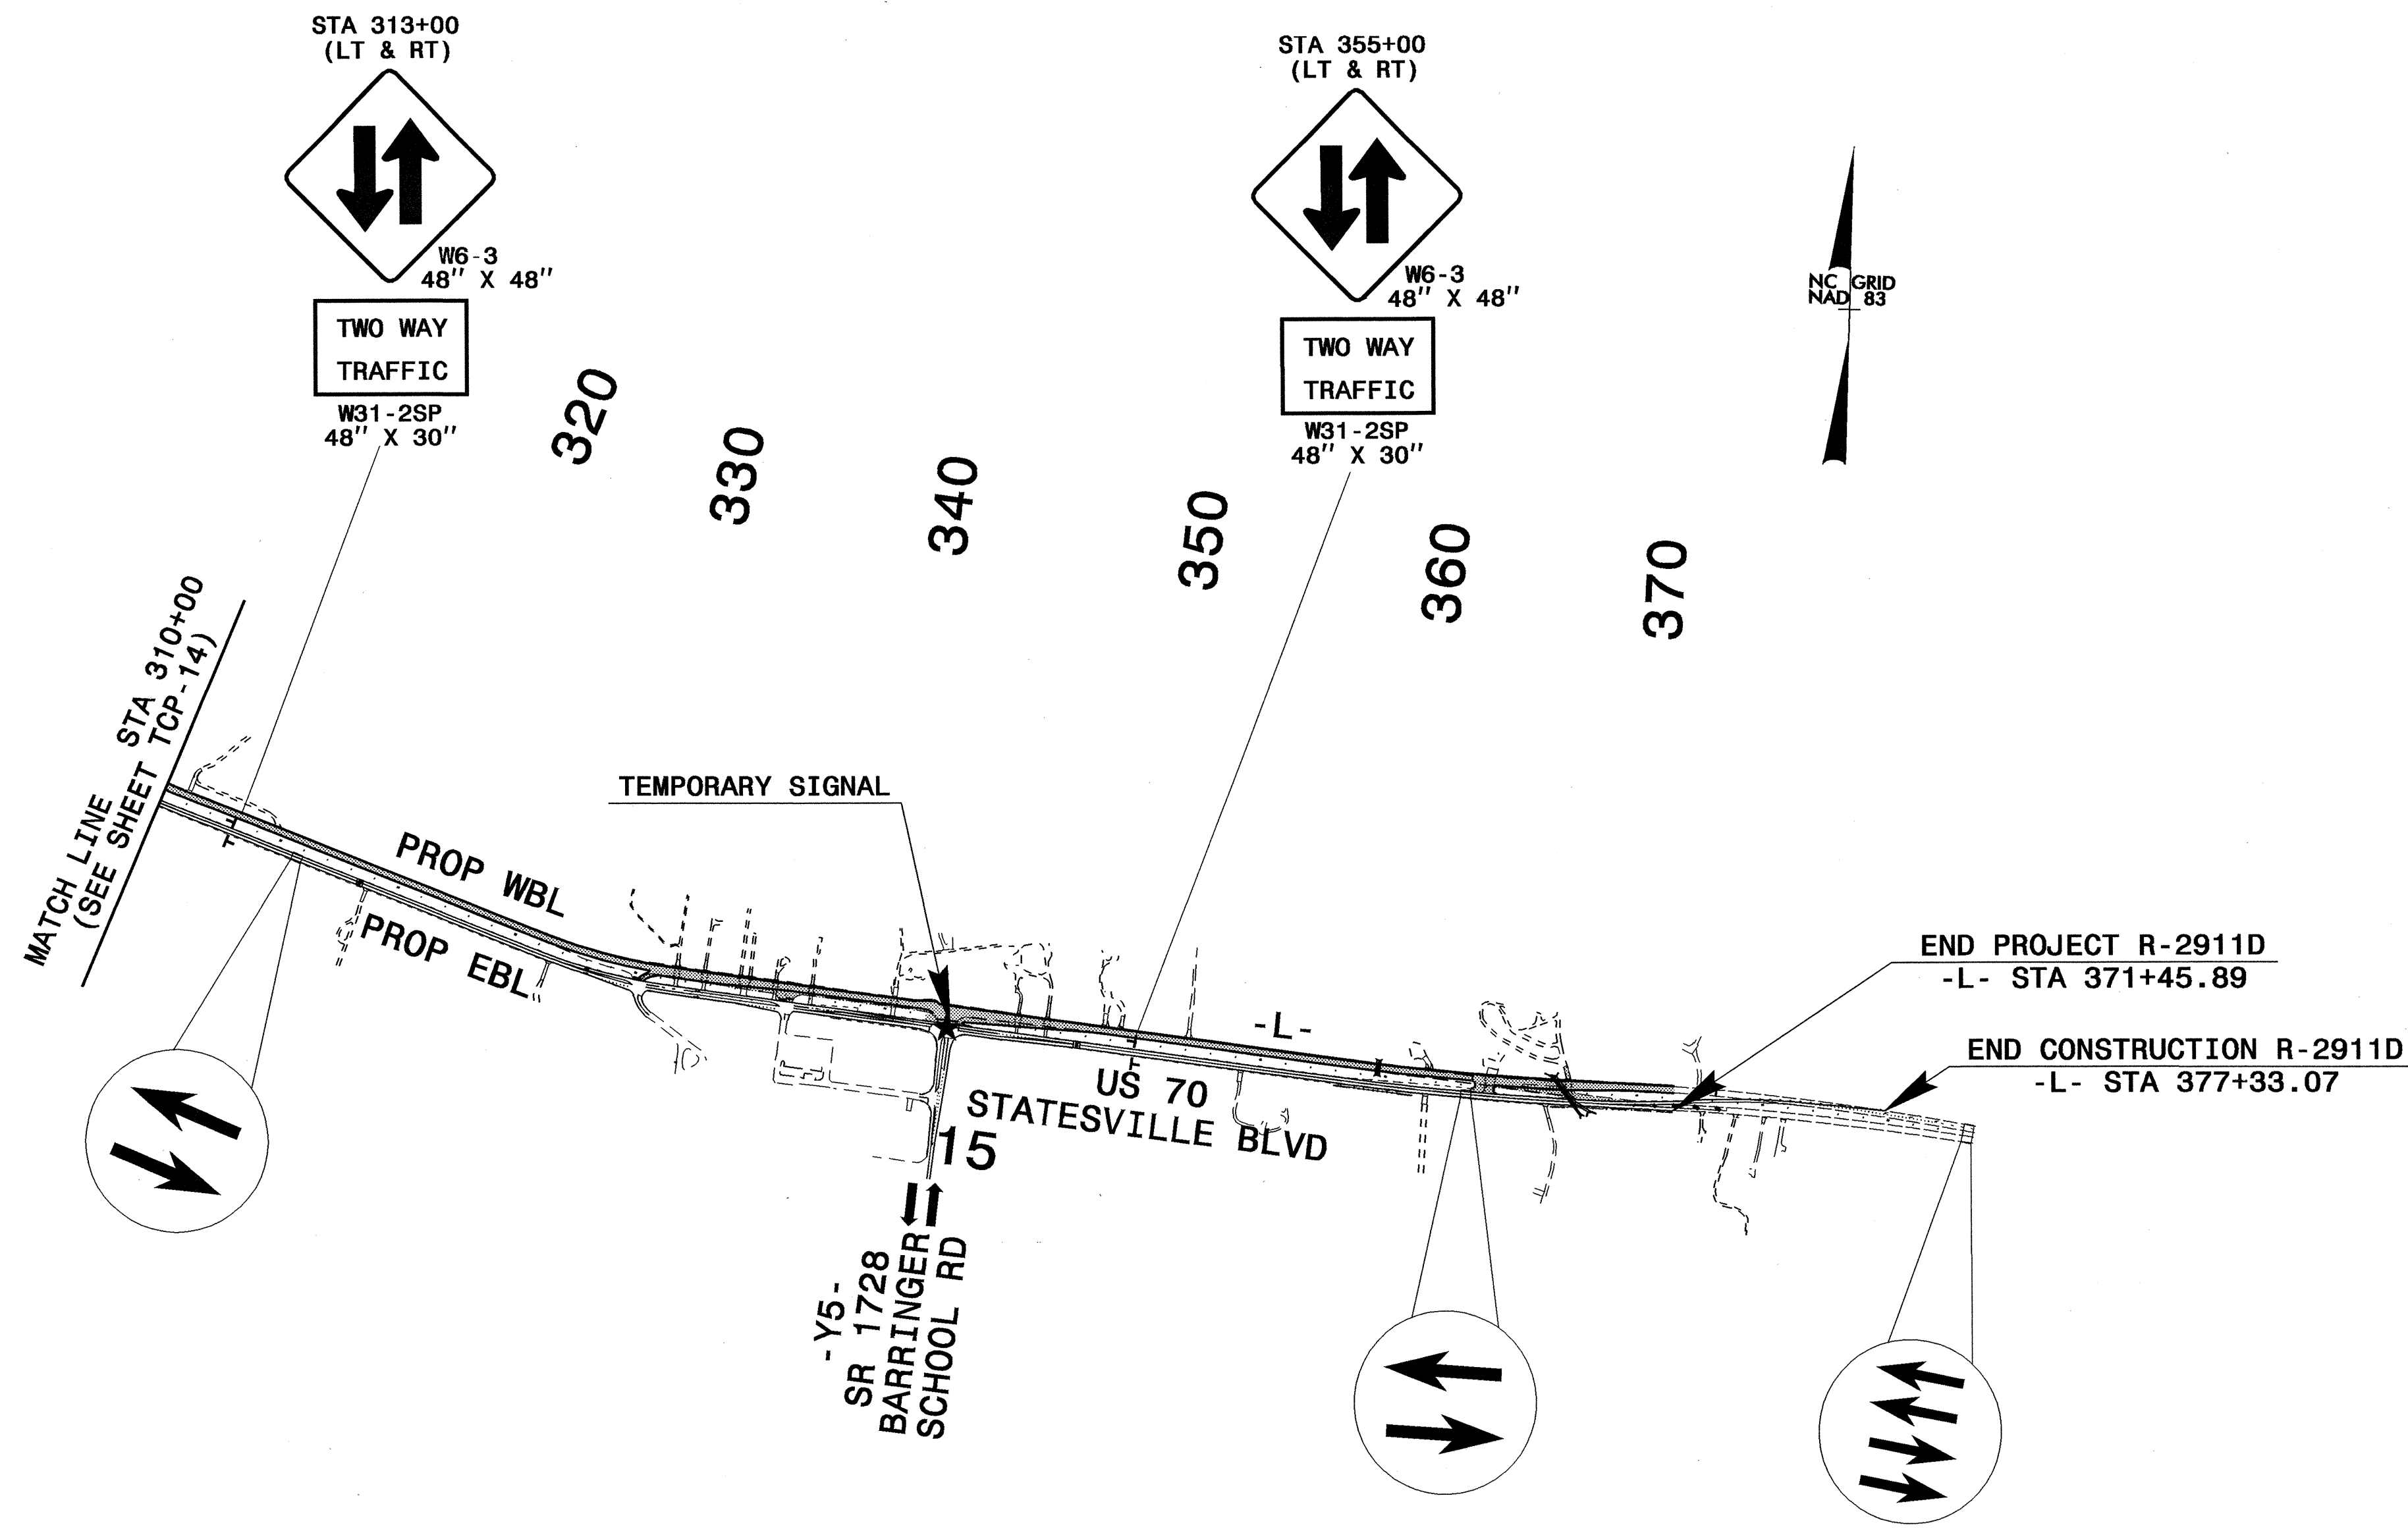 STA 313+00
(LT & RT)
W6-3
48" X 48"
TWO WAY
TRAFFIC
W31-2SP
48" X 30"
STA 355+00
(LT & RT)
W6-3
48" X 48"
TWO WAY
TRAFFIC
W31-2SP
48" X 30"
NC GRID
NAD 83
320
330
340
350
360
370
MATCH LINE STA 310+00
(SEE SHEET TCP-14)
TEMPORARY SIGNAL
PROP WBL
PROP EBL
-L-
US 70
STATESVILLE BLVD
15
END PROJECT R-2911D
-L- STA 371+45.89
END CONSTRUCTION R-2911D
-L- STA 377+33.07
-Y5-
SR 1728
BARRINGER
SCHOOL RD